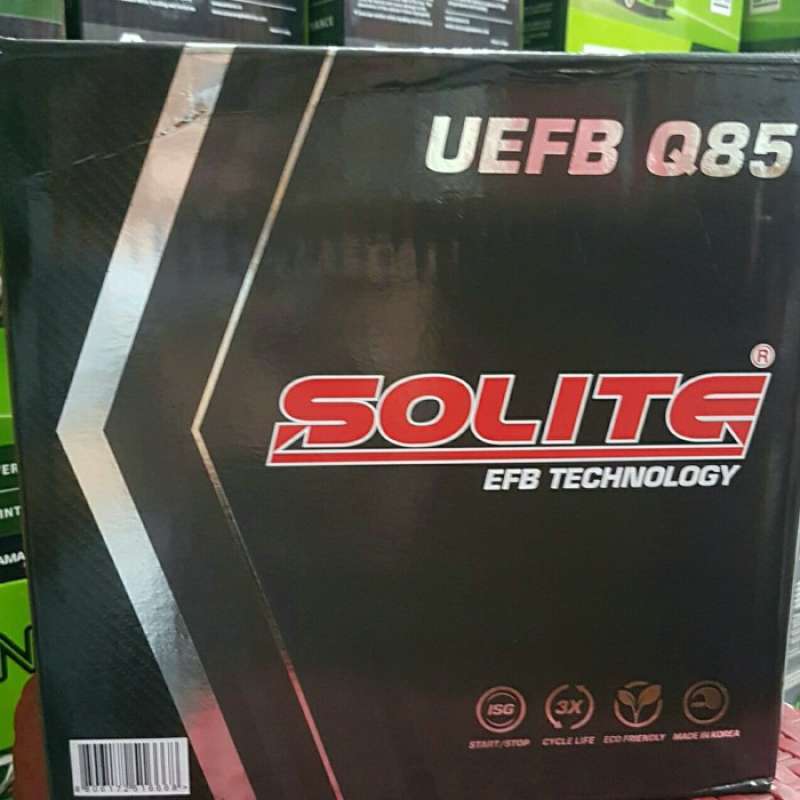 UEFB Q85
SOLITE®
EFB TECHNOLOGY
ISG
3X
START/STOP
CYCLE LIFE
ECO FRIENDLY
MADE IN KOREA